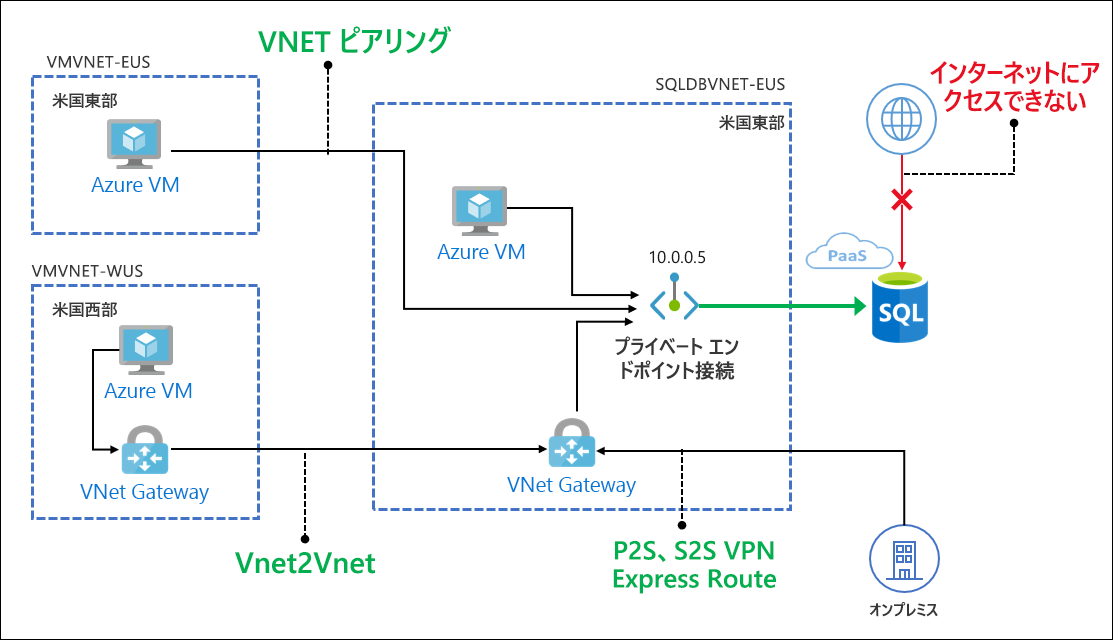 VNET ピアリング
VMVNET-EUS
米国東部
Azure VM
SQLDBVNET-EUS
米国東部
インターネットにア
クセスできない
Azure VM
10.0.0.5
PaaS
SQL
プライベート エン
ドポイント接続
VMVNET-WUS
米国西部
Azure VM
VNet Gateway
VNet Gateway
Vnet2Vnet
P2S、S2S VPN
Express Route
オンプレミス